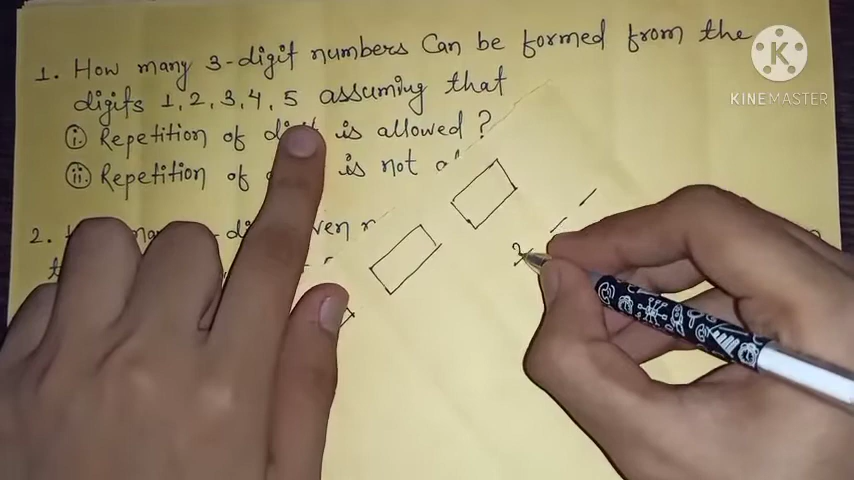 1. How many 3-digit numbers Can be formed from the
digits 1, 2, 3, 4, 5 assuming that
(i) Repetition of is allowed ?
(ii) Repetition of is not
2.
2
K
KINEMASTER